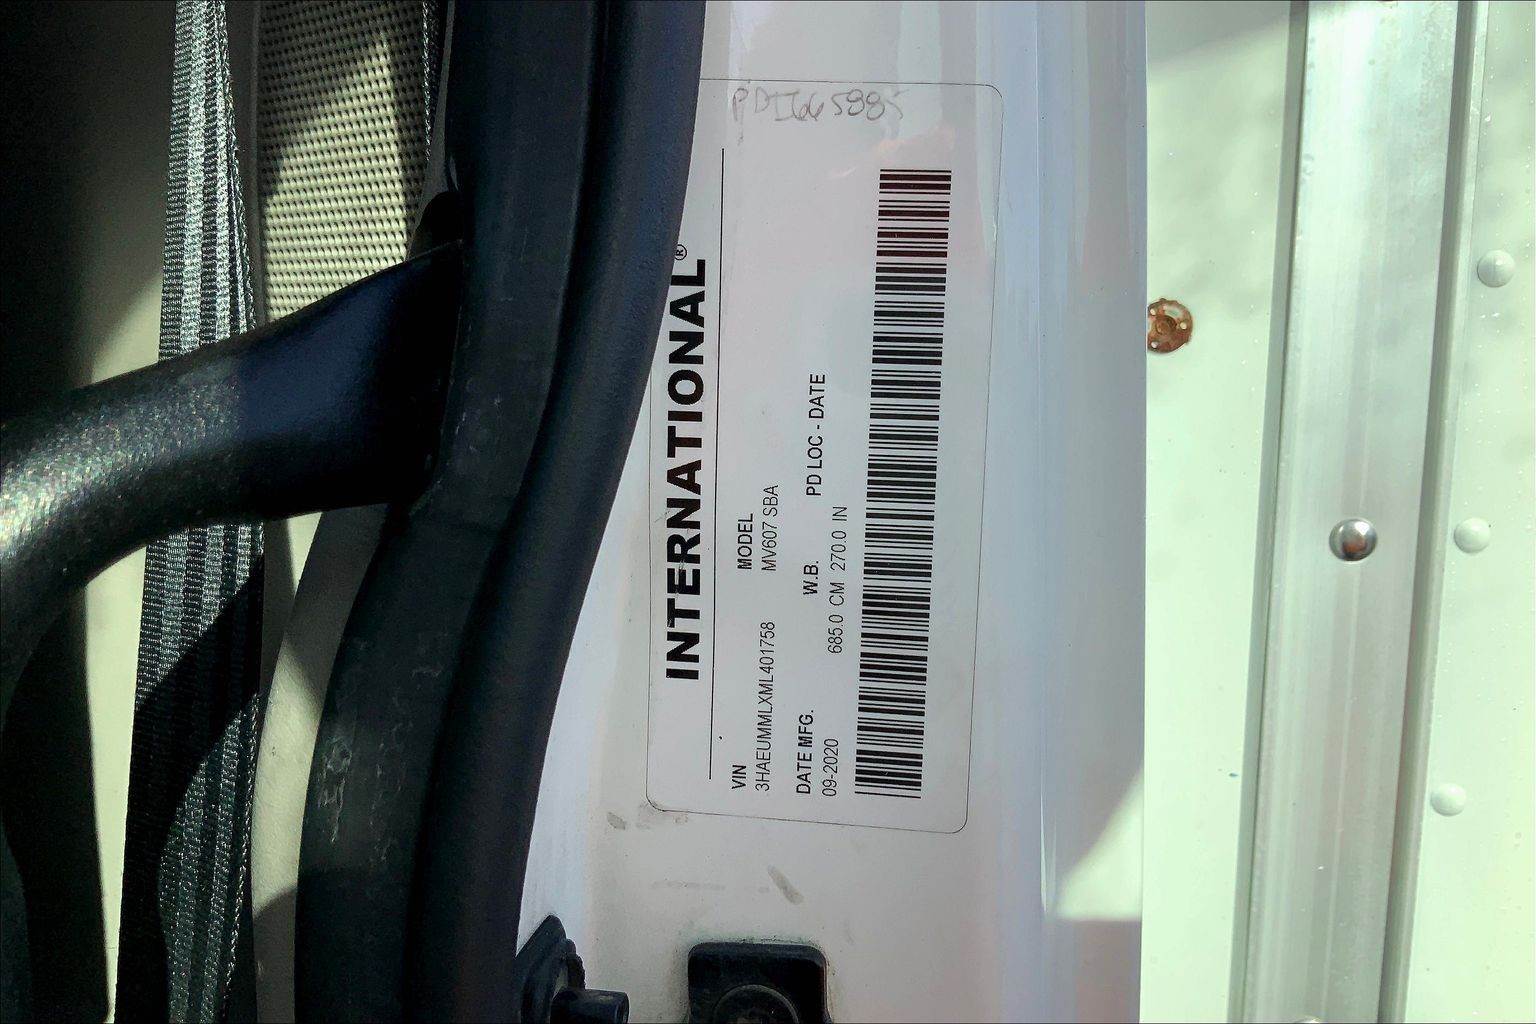 PDI665885
INTERNATIONAL®
VIN MODEL
3HAEUMMLXML401758 MV607 SBA
DATE MFG. W.B. PD LOC - DATE
09-2020 685.0 CM 270.0 IN